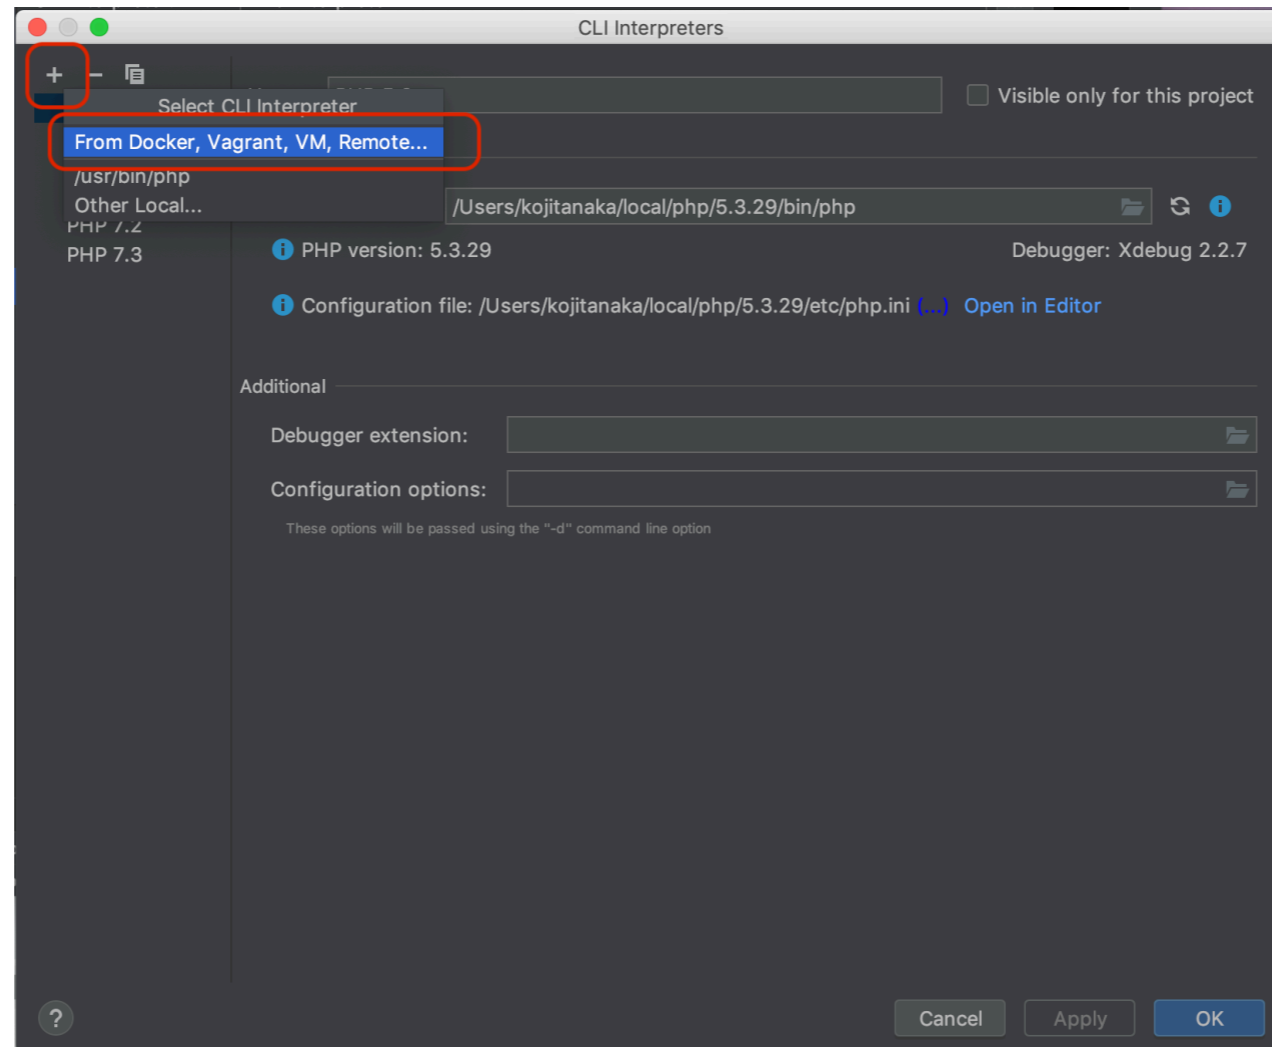 CLI Interpreters
Select CLI Interpreter
Visible only for this project
From Docker, Vagrant, VM, Remote...
/usr/bin/php
Other Local...
/Users/kojitanaka/local/php/5.3.29/bin/php
PHP 7.2
PHP 7.3
PHP version: 5.3.29
Debugger: Xdebug 2.2.7
Configuration file: /Users/kojitanaka/local/php/5.3.29/etc/php.ini (...) Open in Editor
Additional
Debugger extension:
Configuration options:
These options will be passed using the "-d" command line option
?
Cancel
Apply
OK